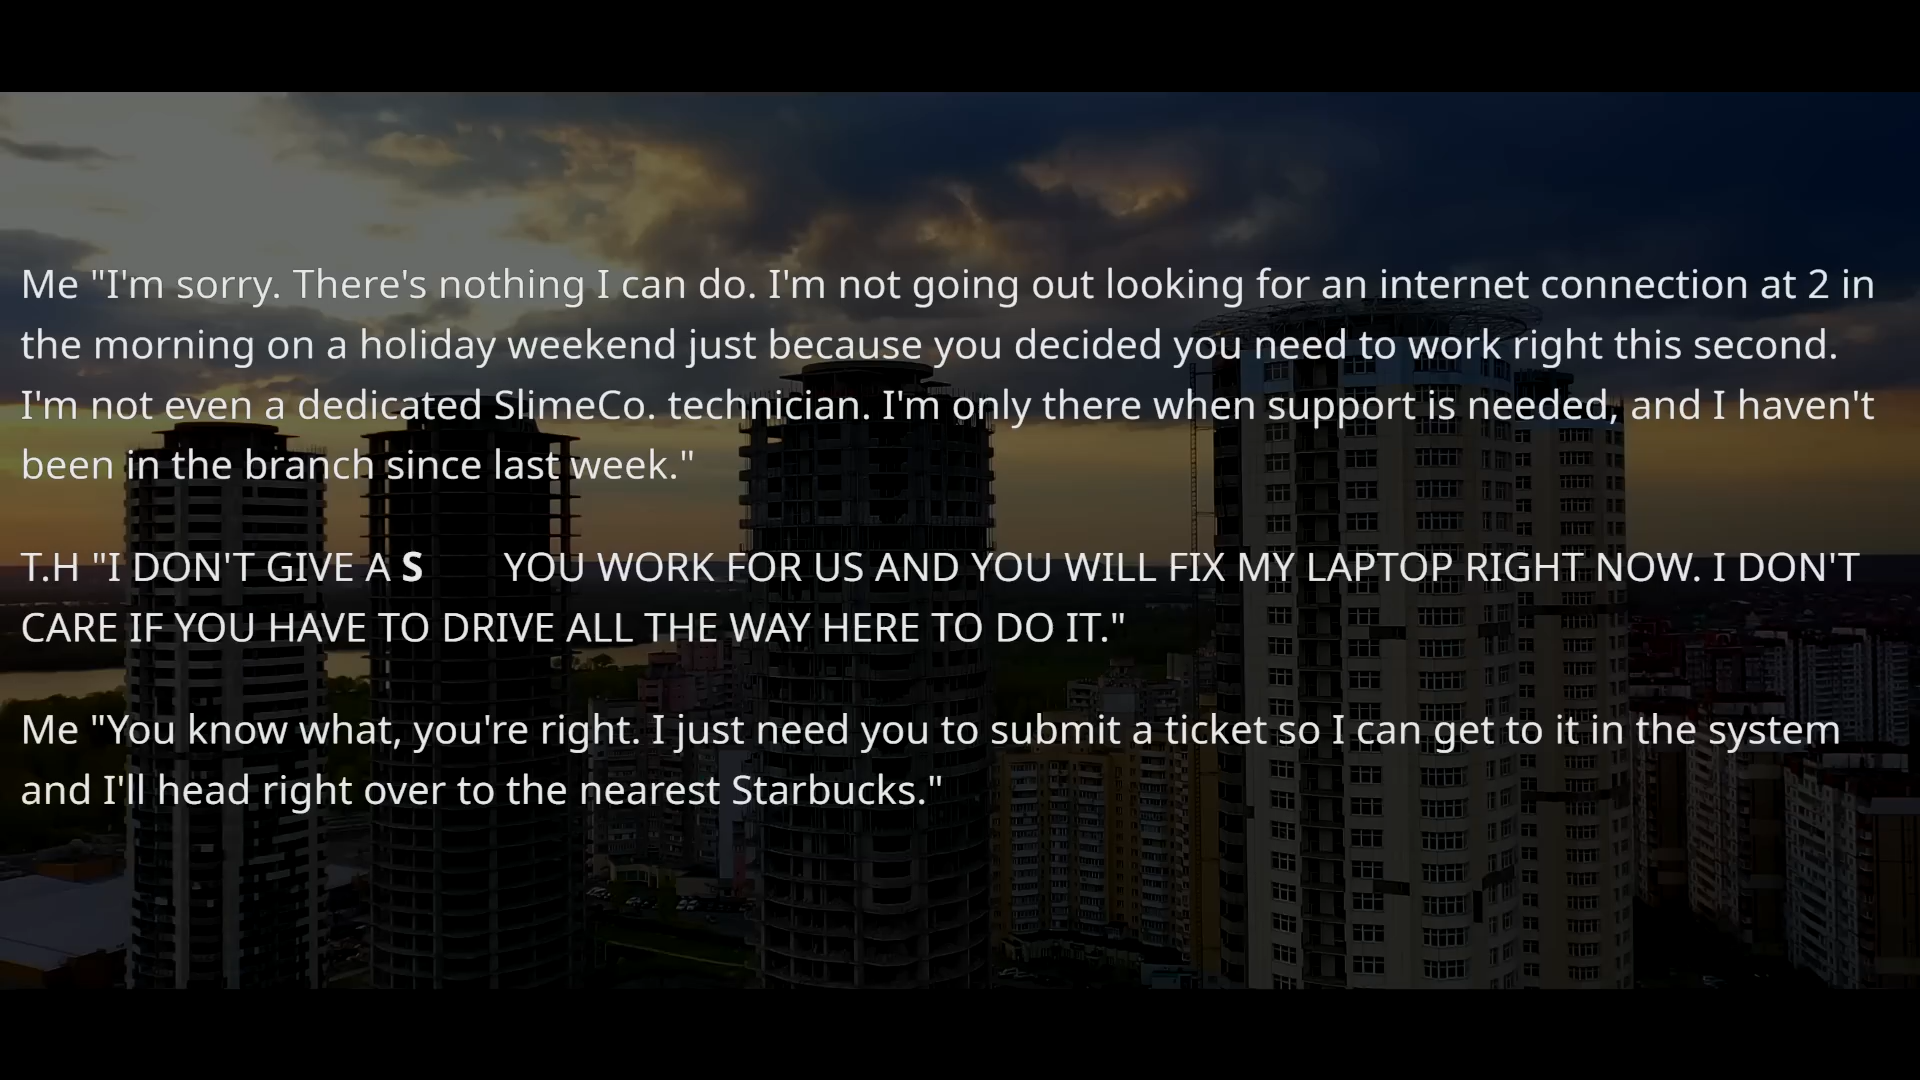 Me "I'm sorry. There's nothing I can do. I'm not going out looking for an internet connection at 2 in
the morning on a holiday weekend just because you decided you need to work right this second.
I'm not even a dedicated SlimeCo. technician. I'm only there when support is needed, and I haven't
been in the branch since last week."
T.H "I DON'T GIVE A S YOU WORK FOR US AND YOU WILL FIX MY LAPTOP RIGHT NOW. I DON'T
CARE IF YOU HAVE TO DRIVE ALL THE WAY HERE TO DO IT."
Me "You know what, you're right. I just need you to submit a ticket so I can get to it in the system
and I'll head right over to the nearest Starbucks."